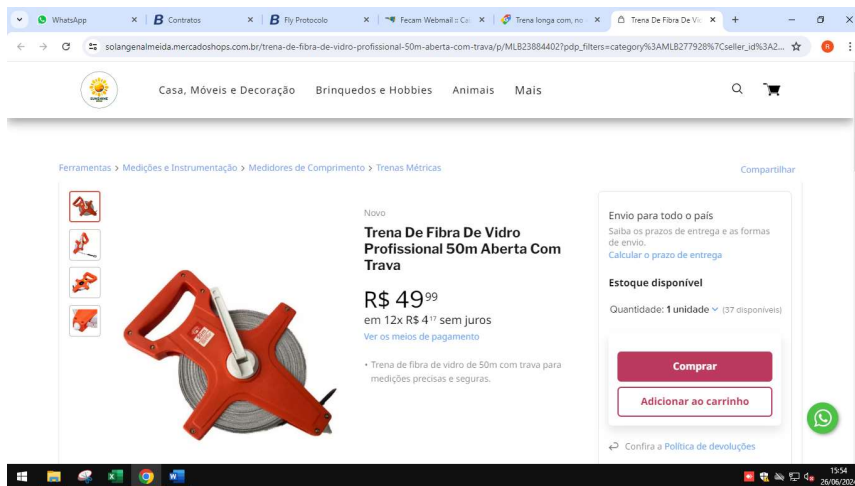 WhatsApp
Contratos
Fly Protocolo
Fecam Webmail :: Cai
Trena longa com, no
Trena De Fibra De Vi
solangenalmeida.mercadoshops.com.br/trena-de-fibra-de-vidro-profissional-50m-aberta-com-trava/p/MLB23884402?pdp_filters=category%3AMLB277928%7Cseller_id%3A2...
Casa, Móveis e Decoração Brinquedos e Hobbies Animais Mais
Ferramentas > Medições e Instrumentação > Medidores de Comprimento > Trenas Métricas
Compartilhar
Novo
Trena De Fibra De Vidro
Profissional 50m Aberta Com
Trava
R$ 49 99
em 12x R$ 4 17 sem juros
Ver os meios de pagamento
• Trena de fibra de vidro de 50m com trava para
medições precisas e seguras.
Envio para todo o país
Saiba os prazos de entrega e as formas
de envio.
Calcular o prazo de entrega
Estoque disponível
Quantidade: 1 unidade (37 disponíveis)
Comprar
Adicionar ao carrinho
Confira a Política de devoluções
15:54
26/06/2024